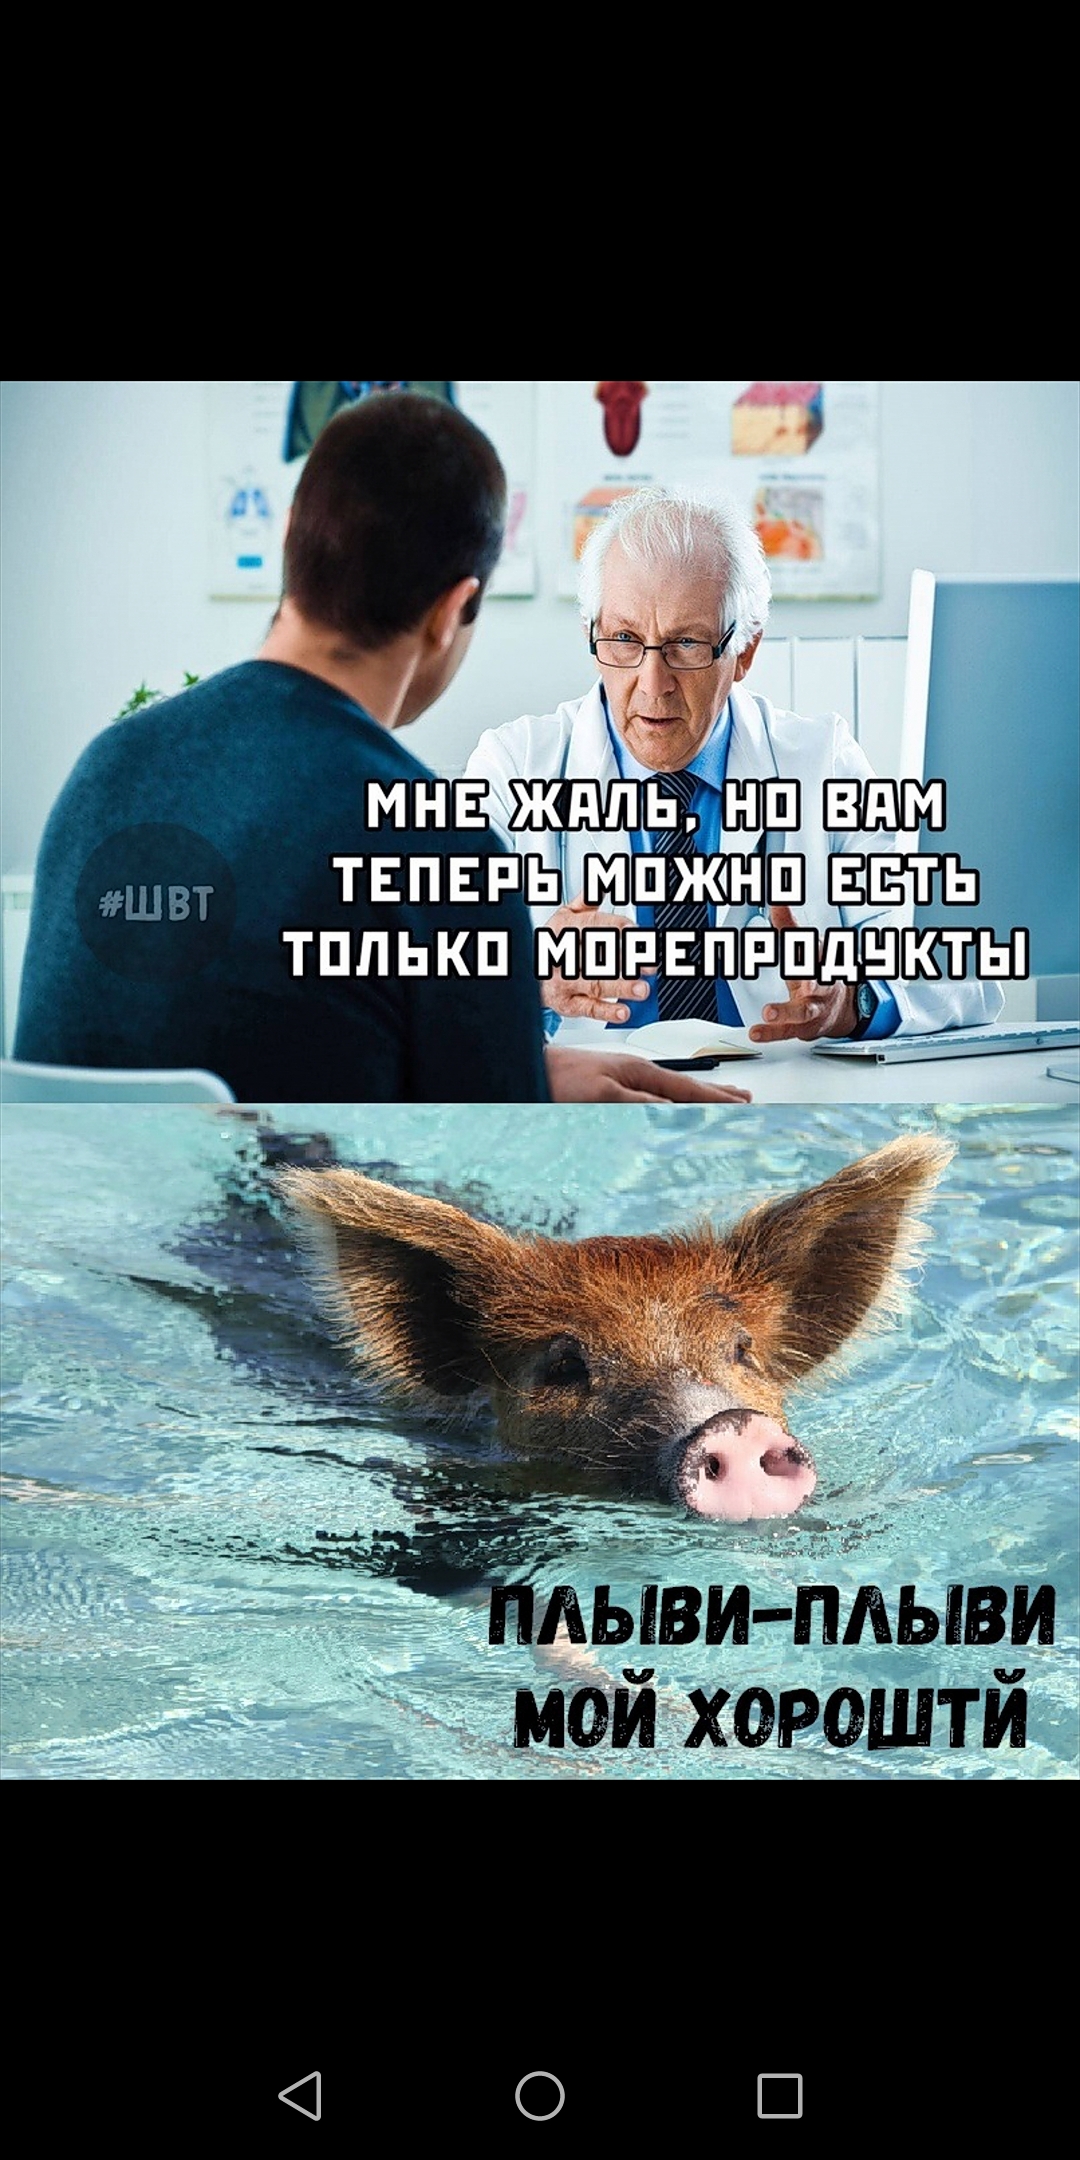 МНЕ ЖАЛЬ, НО ВАМ
ТЕПЕРЬ МОЖНО ЕСТЬ
ТОЛЬКО МОРЕПРОДУКТЫ
#ШВТ
ПЛЫВИ-ПЛЫВИ
МОЙ ХОРОШТЙ